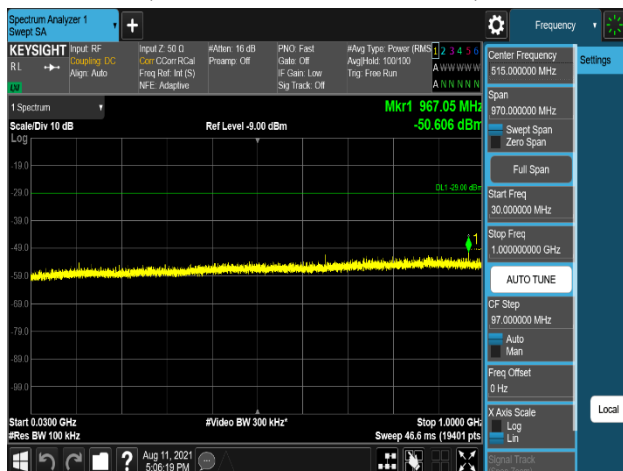 Spectrum Analyzer 1
Swept SA
+
Frequency
KEYSIGHT
Input: RF
Input Z: 50 Ω
#Atten: 16 dB
PNO: Fast
#Avg Type: Power (RMS
1 2 3 4 5 6
RL
Coupling: DC
Corr CCorr RCal
Preamp: Off
Gate: Off
Avg|Hold: 100/100
A W W W W W
Align: Auto
Freq Ref: Int (S)
IF Gain: Low
Trig: Free Run
NFE: Adaptive
Sig Track: Off
A N N N N N
LXI
1 Spectrum
Mkr1 967.05 MHz
Scale/Div 10 dB
Ref Level -9.00 dBm
-50.606 dBm
Log
-19.0
DL1 -29.00 dBm
-29.0
-39.0
1
-49.0
-59.0
-69.0
-79.0
-89.0
-99.0
Start 0.0300 GHz
#Video BW 300 kHz*
Stop 1.0000 GHz
#Res BW 100 kHz
Sweep 46.6 ms (19401 pts
?
Aug 11, 2021
5:06:19 PM
Center Frequency
515.000000 MHz
Settings
Span
970.000000 MHz
Swept Span
Zero Span
Full Span
Start Freq
30.000000 MHz
Stop Freq
1.000000000 GHz
AUTO TUNE
CF Step
97.000000 MHz
Auto
Man
Freq Offset
0 Hz
X Axis Scale
Log
Lin
Local
Signal Track